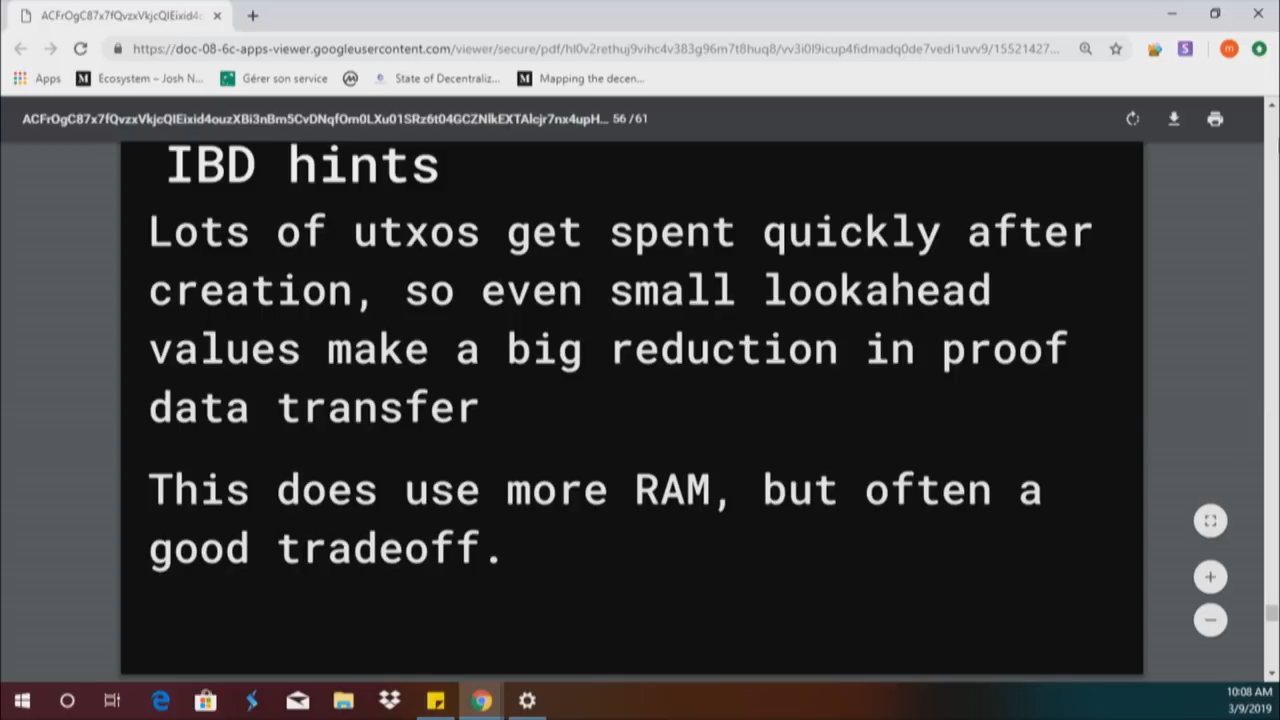 ACFrOgC87x7fQvzxVkjcQIEixid4c
https://doc-08-6c-apps-viewer.googleusercontent.com/viewer/secure/pdf/hl0v2rethuj9vihc4v383g96m7t8huq8/vv3i0l9icup4fidmadq0de7vedi1uvv9/15521427...
Apps Ecosystem – Josh N... Gérer son service State of Decentraliz... Mapping the decen...
ACFrOgC87x7fQvzxVkjcQIEixid4ouzXBi3nBm5CvDNqfOm0LXu01SRz6t04GCZNlkEXTAlcjr7nx4upH... 56 / 61
IBD hints
Lots of utxos get spent quickly after
creation, so even small lookahead
values make a big reduction in proof
data transfer
This does use more RAM, but often a
good tradeoff.
10:08 AM
3/9/2019